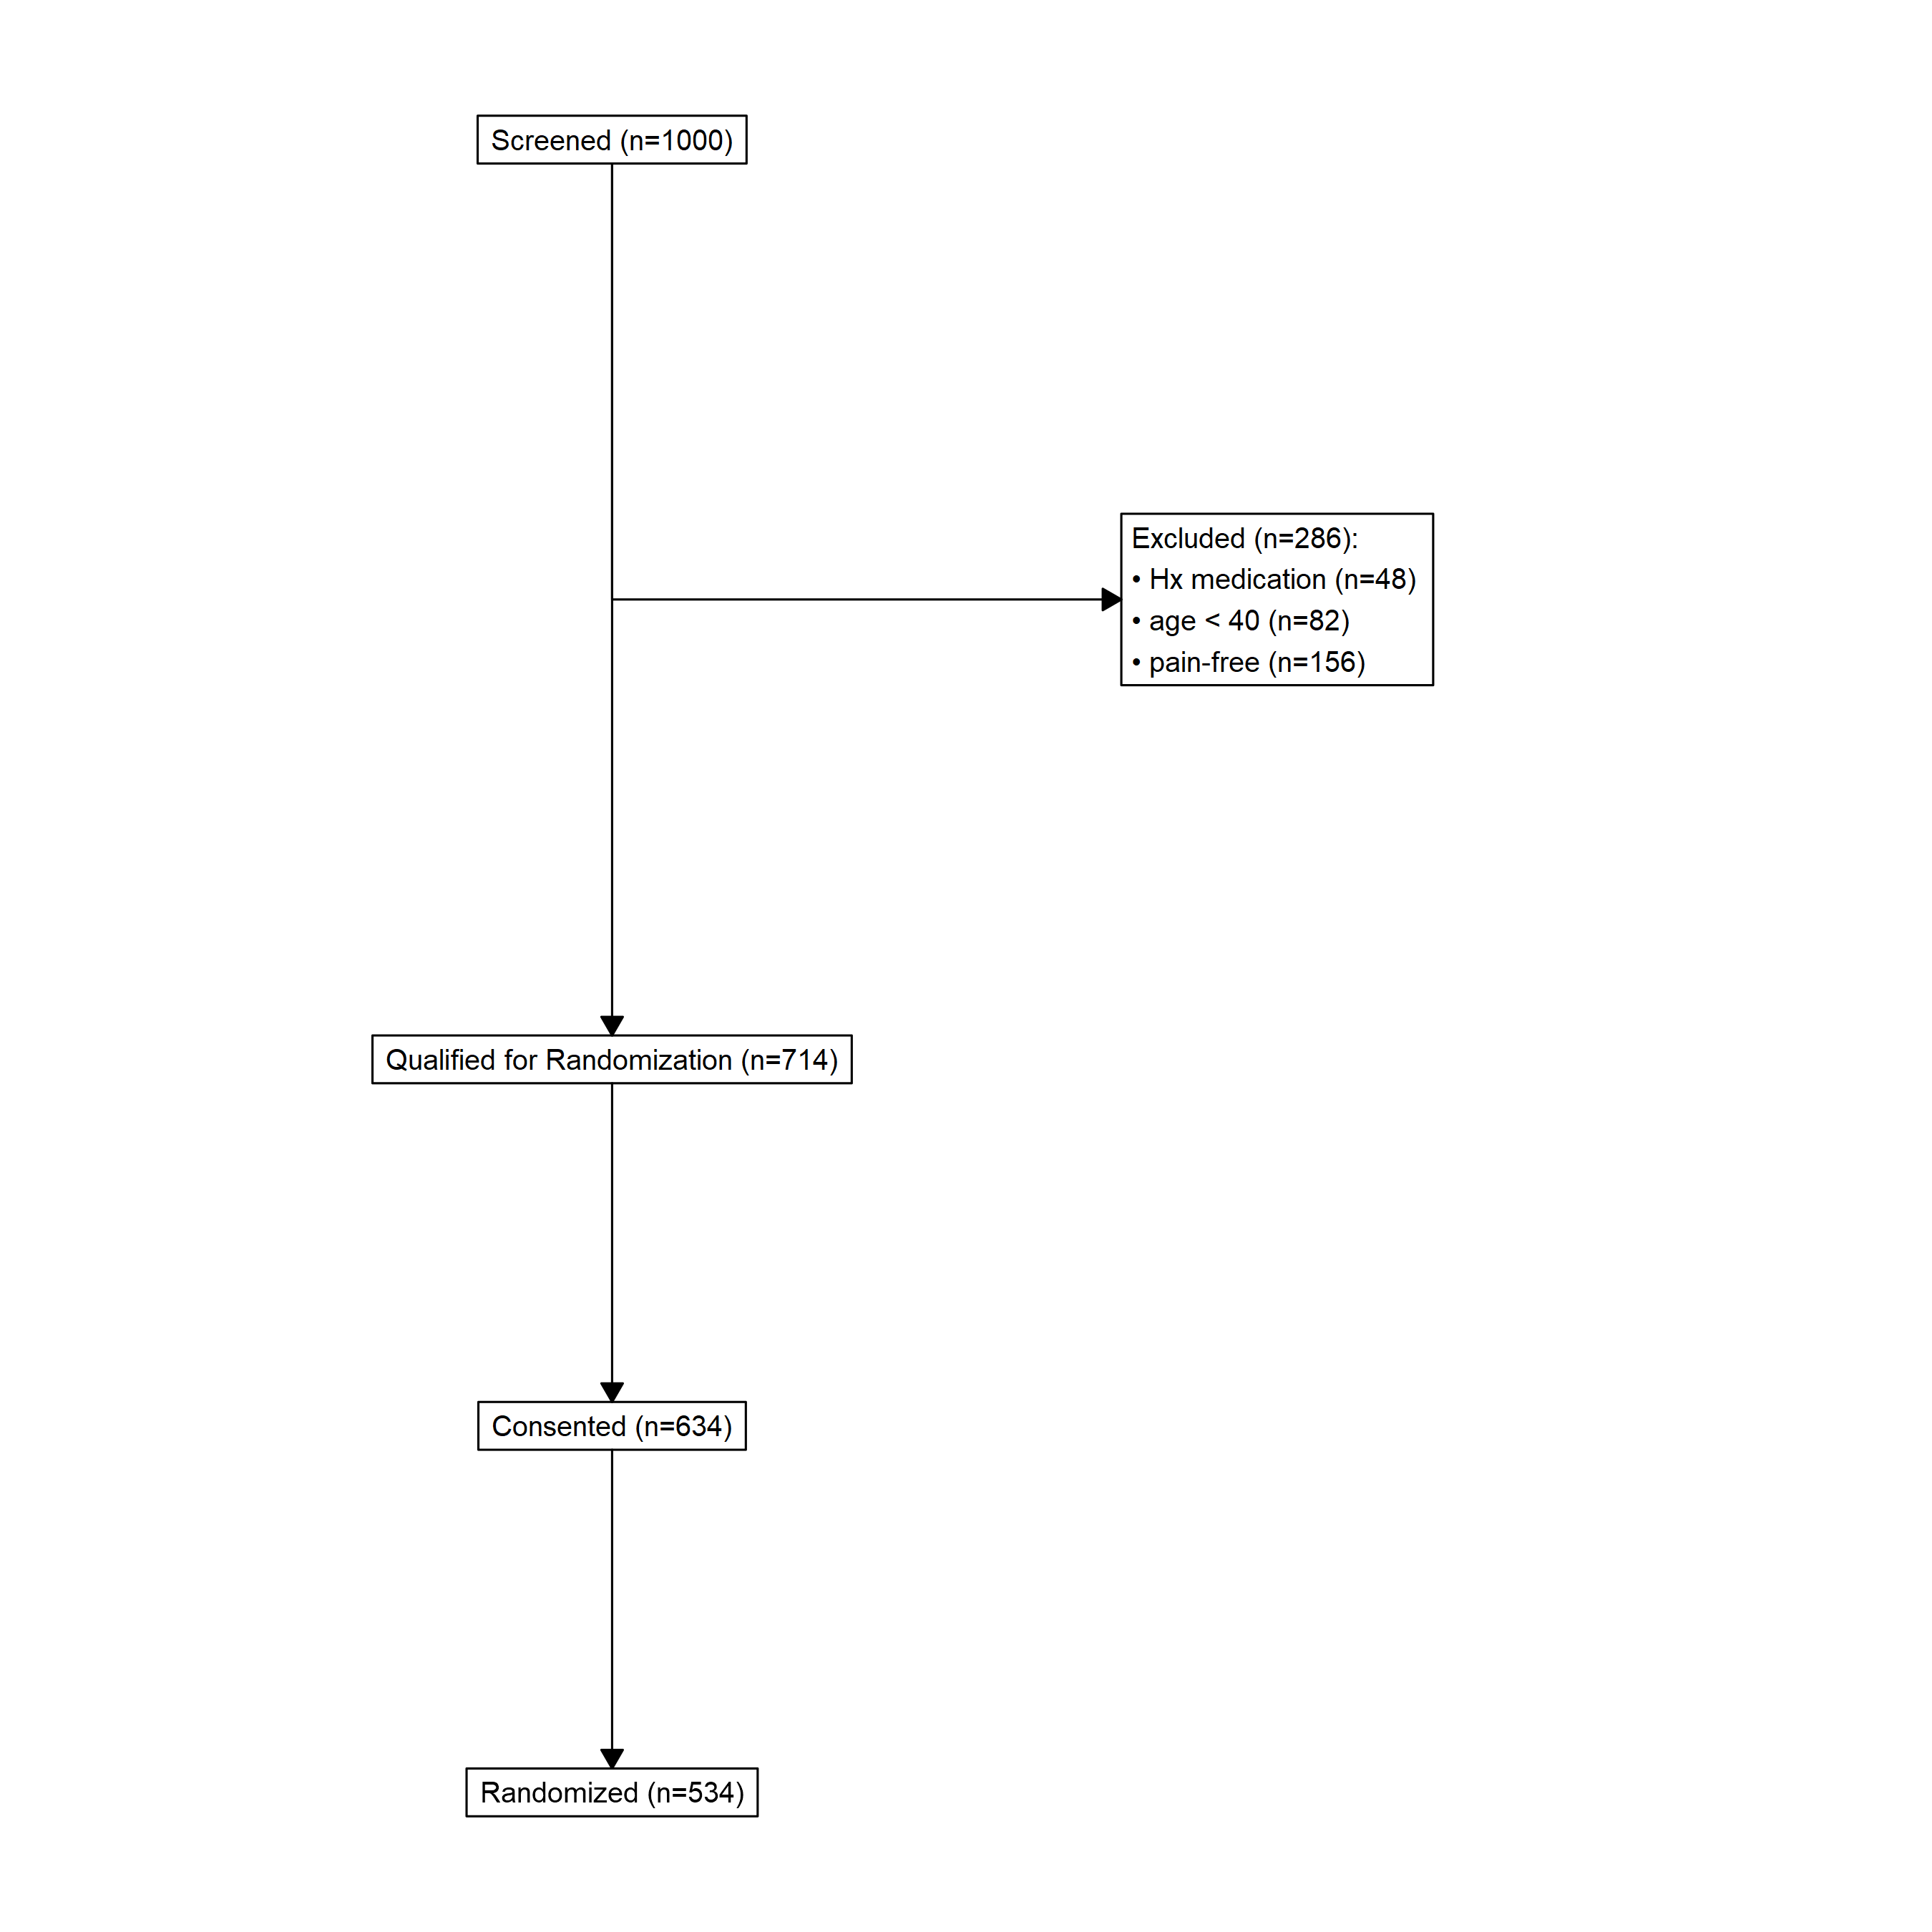 Screened (n=1000)
Excluded (n=286):
• Hx medication (n=48)
• age < 40 (n=82)
• pain-free (n=156)
Qualified for Randomization (n=714)
Consented (n=634)
Randomized (n=534)